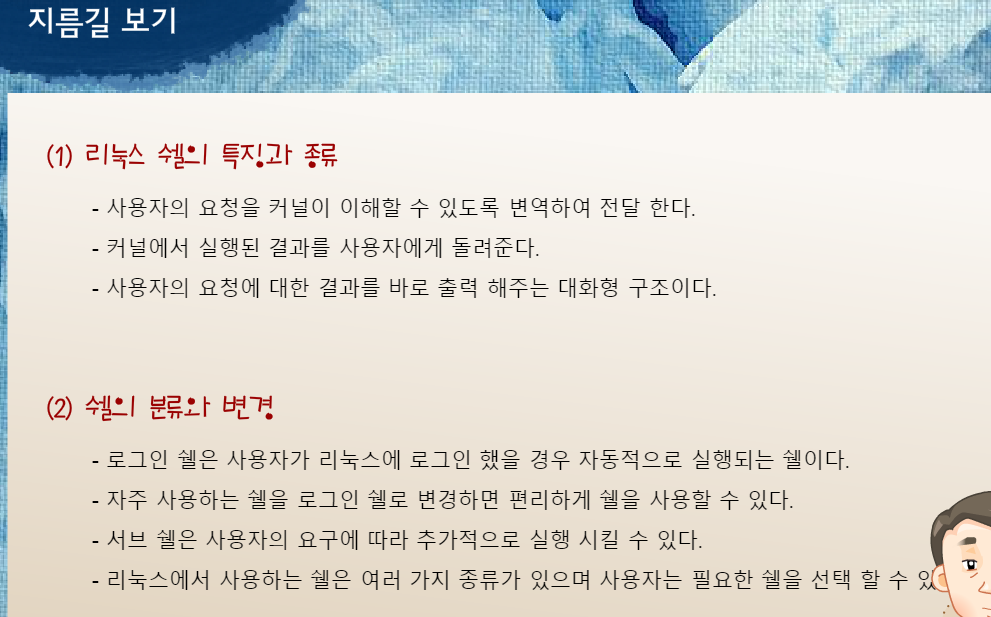 지름길 보기
(1) 리눅스 쉘의 특징과 종류
- 사용자의 요청을 커널이 이해할 수 있도록 변역하여 전달 한다.
- 커널에서 실행된 결과를 사용자에게 돌려준다.
- 사용자의 요청에 대한 결과를 바로 출력 해주는 대화형 구조이다.
(2) 쉘의 분류와 변경
- 로그인 쉘은 사용자가 리눅스에 로그인 했을 경우 자동적으로 실행되는 쉘이다.
- 자주 사용하는 쉘을 로그인 쉘로 변경하면 편리하게 쉘을 사용할 수 있다.
- 서브 쉘은 사용자의 요구에 따라 추가적으로 실행 시킬 수 있다.
- 리눅스에서 사용하는 쉘은 여러 가지 종류가 있으며 사용자는 필요한 쉘을 선택 할 수 있